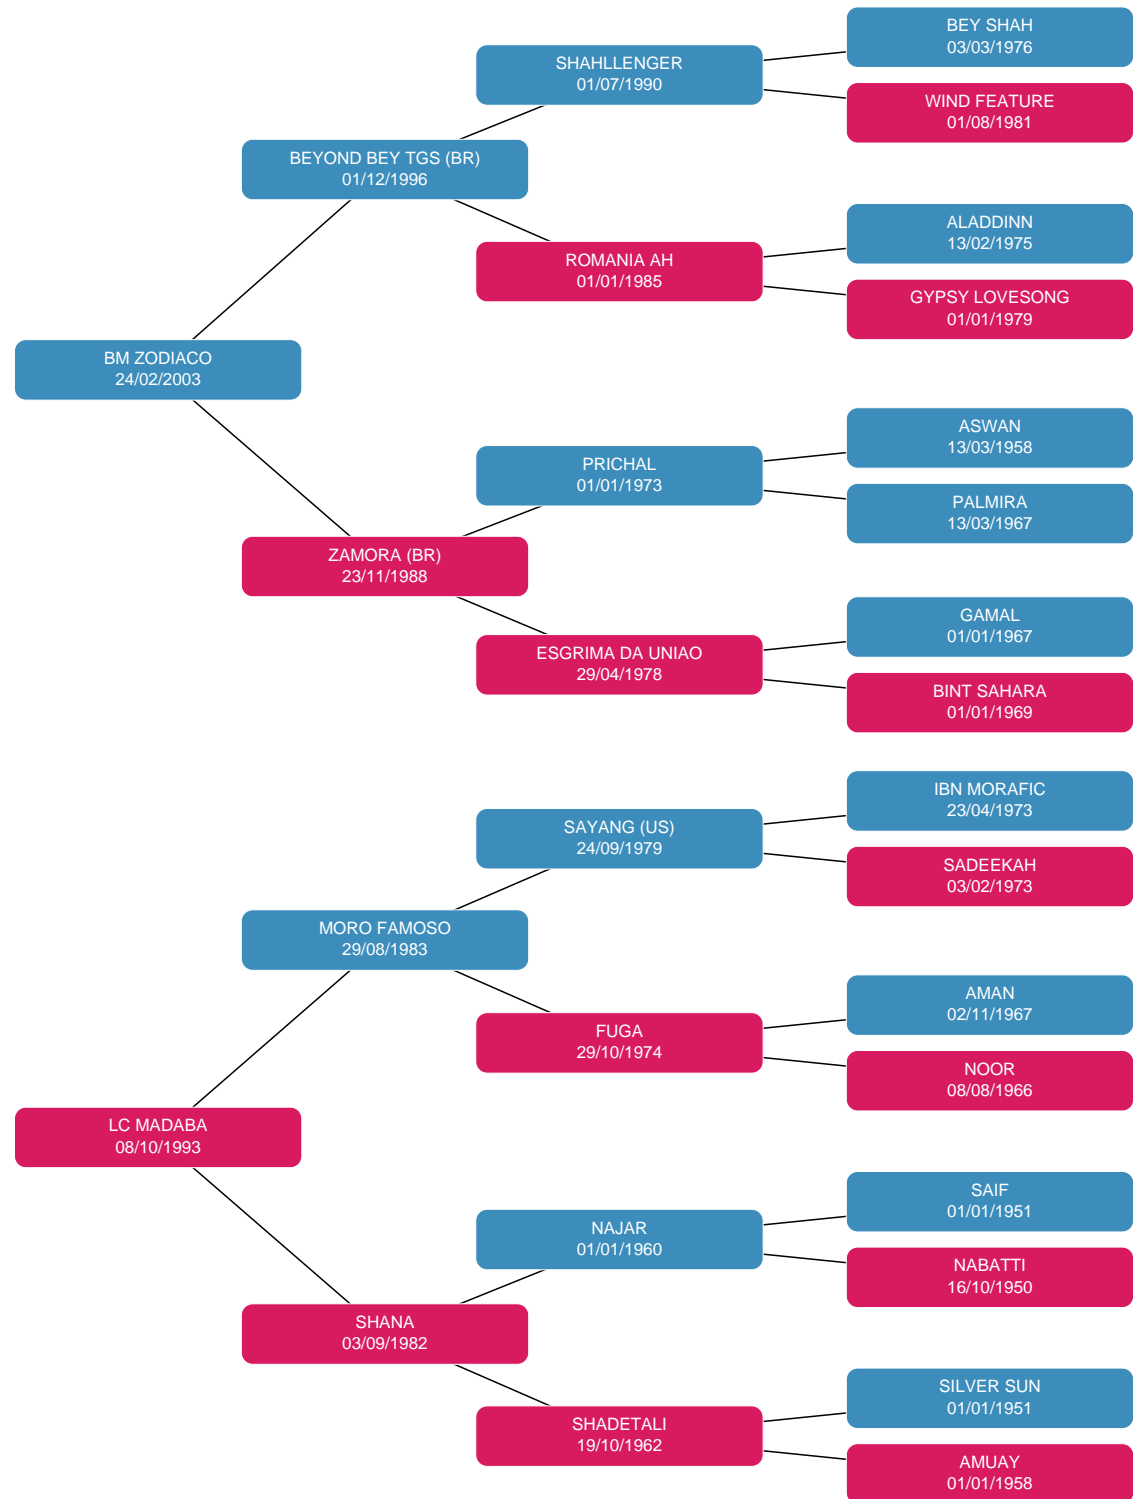 BEY SHAH
03/03/1976
SHAHLLENGER
01/07/1990
WIND FEATURE
01/08/1981
BEYOND BEY TGS (BR)
01/12/1996
ALADDINN
13/02/1975
ROMANIA AH
01/01/1985
GYPSY LOVESONG
01/01/1979
BM ZODIACO
24/02/2003
ASWAN
13/03/1958
PRICHAL
01/01/1973
PALMIRA
13/03/1967
ZAMORA (BR)
23/11/1988
GAMAL
01/01/1967
ESGRIMA DA UNIAO
29/04/1978
BINT SAHARA
01/01/1969
IBN MORAFIC
23/04/1973
SAYANG (US)
24/09/1979
SADEEKAH
03/02/1973
MORO FAMOSO
29/08/1983
AMAN
02/11/1967
FUGA
29/10/1974
NOOR
08/08/1966
LC MADABA
08/10/1993
SAIF
01/01/1951
NAJAR
01/01/1960
NABATTI
16/10/1950
SHANA
03/09/1982
SILVER SUN
01/01/1951
SHADETALI
19/10/1962
AMUAY
01/01/1958